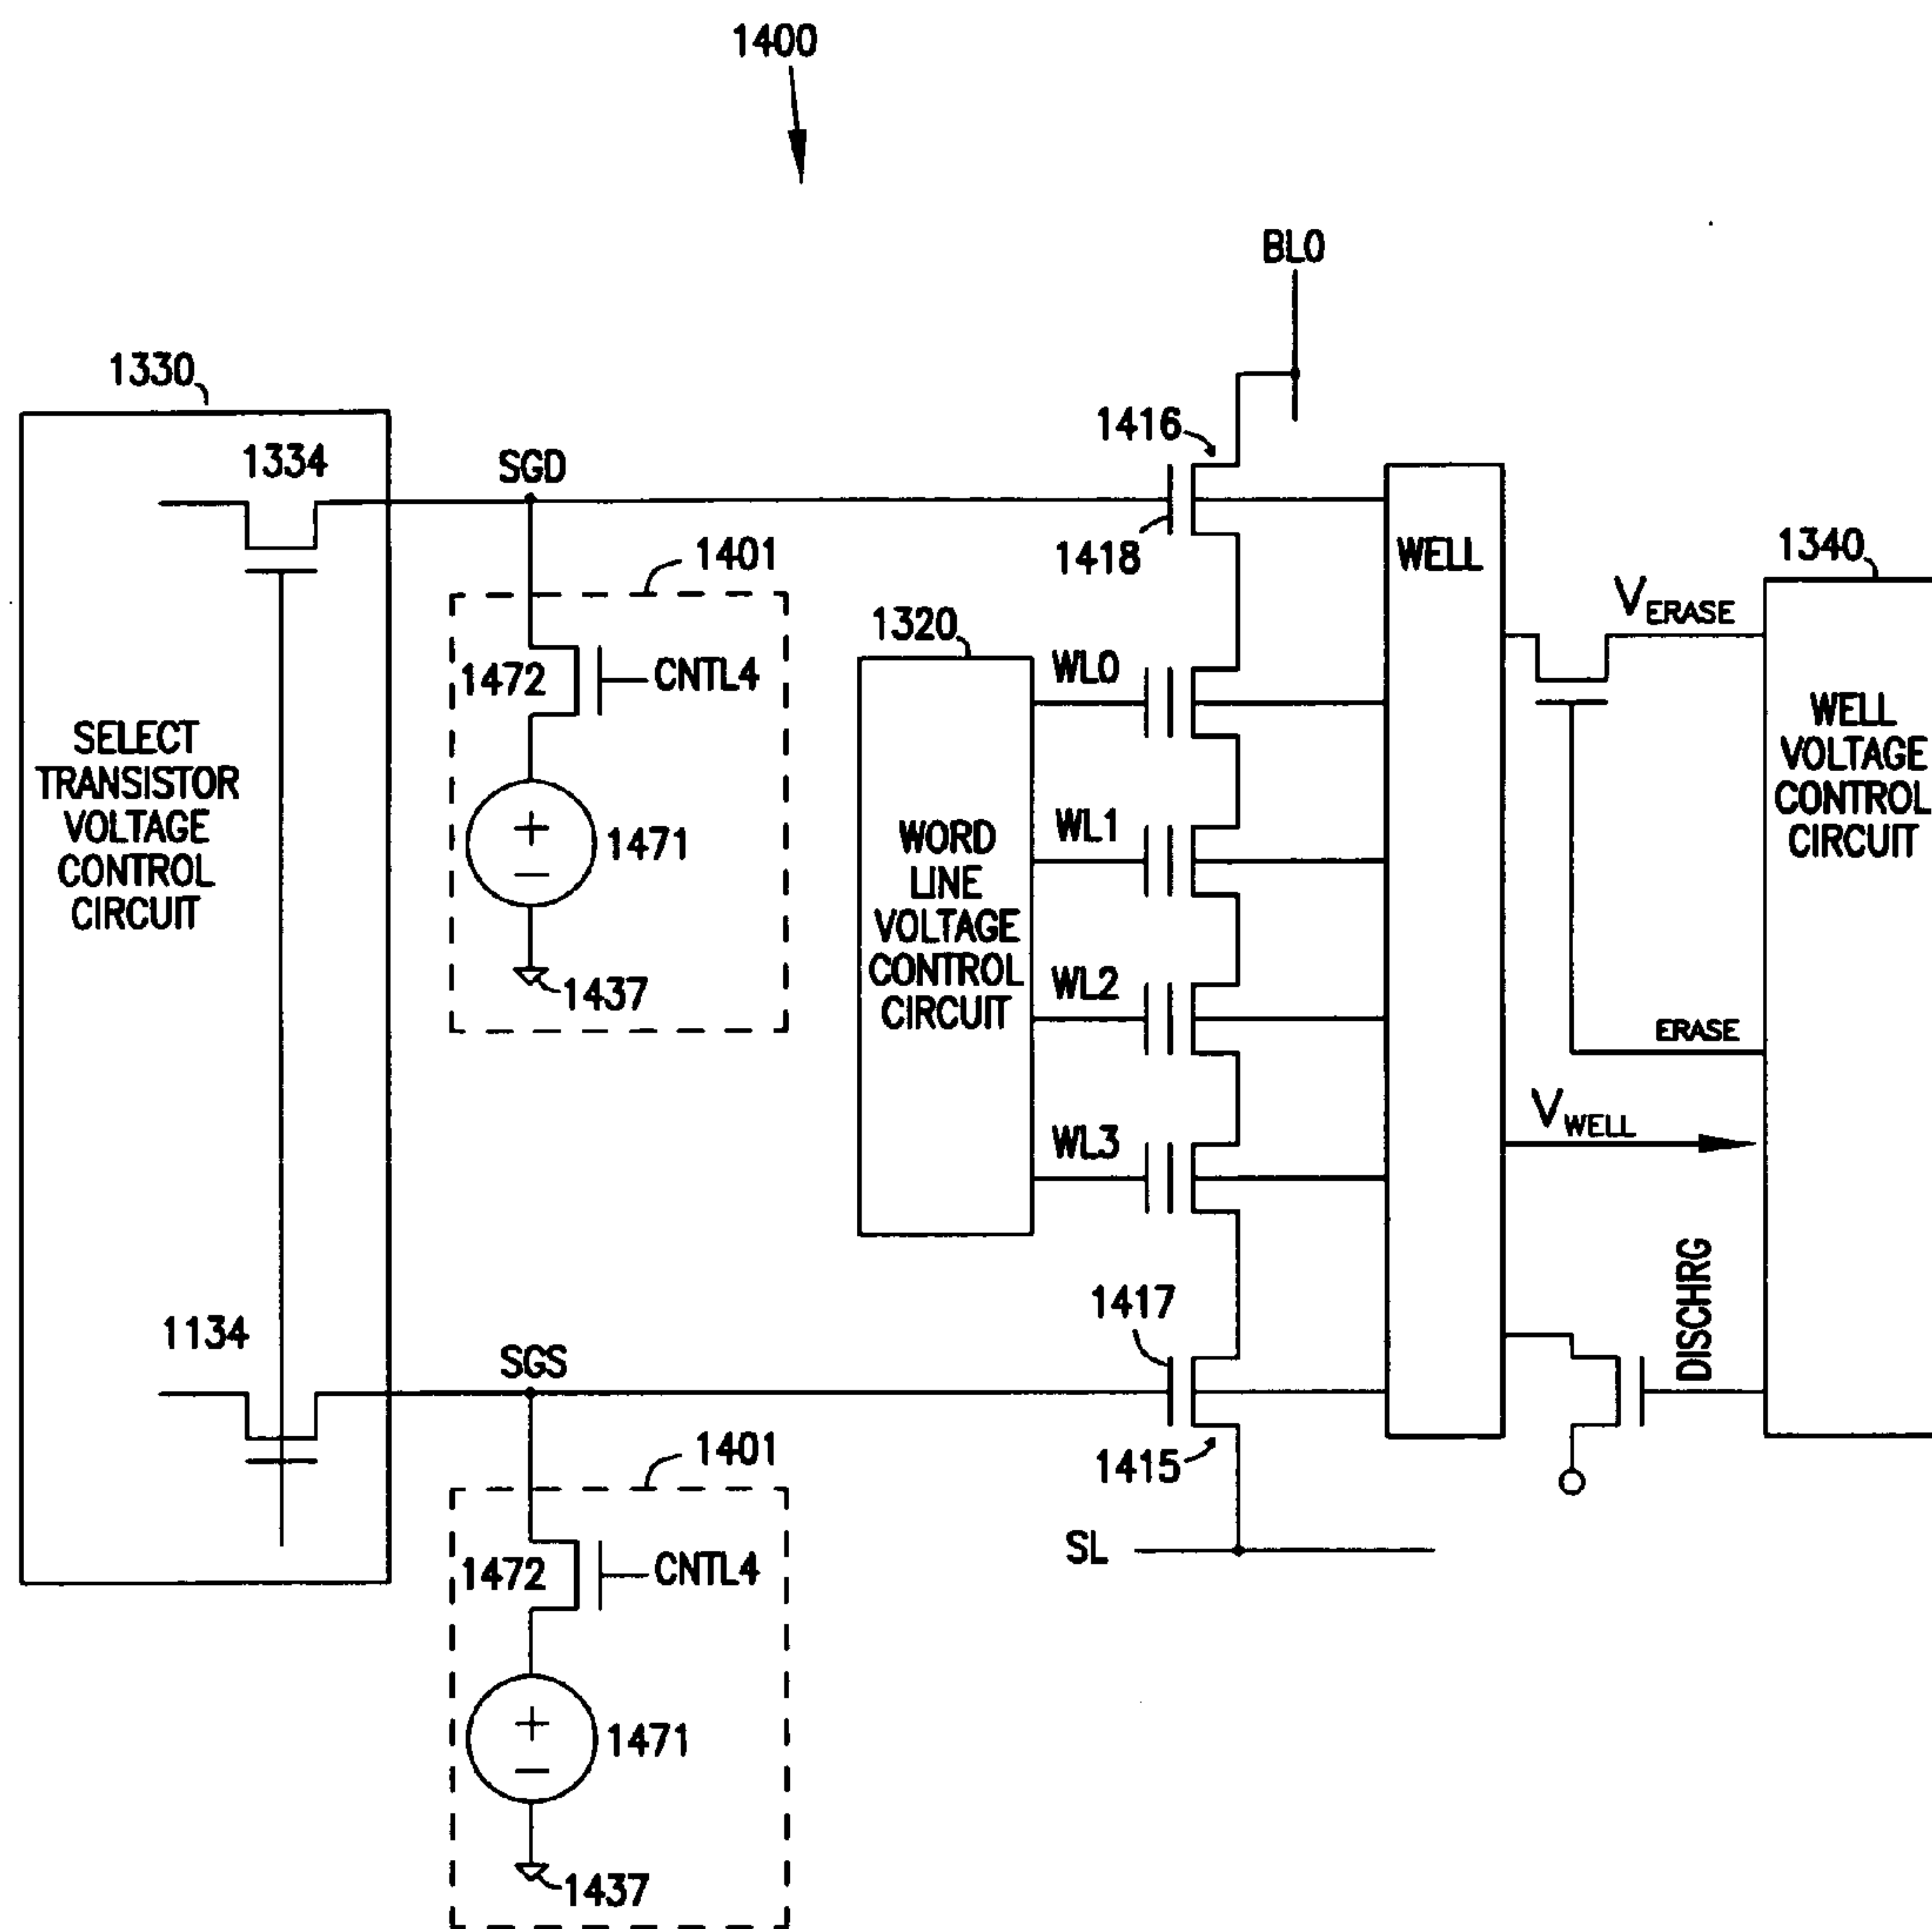 1400
BL0
1330
1416
1334
SGD
1418
WELL
1340
1401
V ERASE
1320
WL0
1472
CNTL4
SELECT
TRANSISTOR
VOLTAGE
CONTROL
CIRCUIT
WELL
VOLTAGE
CONTROL
CIRCUIT
+
−
1471
WL1
WORD
LINE
VOLTAGE
CONTROL
CIRCUIT
1437
WL2
ERASE
V WELL
WL3
DISCHRG
1417
1134
SGS
1401
1415
SL
1472
CNTL4
+
−
1471
1437